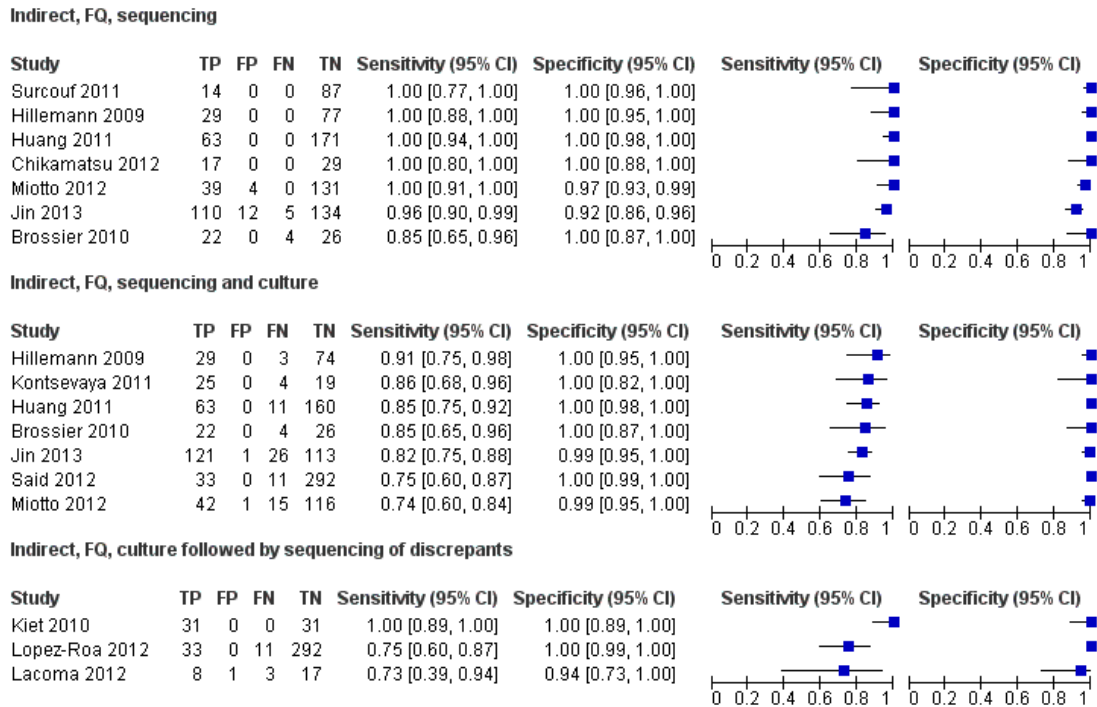 Indirect, FQ, sequencing
Study TP FP FN TN Sensitivity (95% CI) Specificity (95% CI) Sensitivity (95% CI) Specificity (95% CI)
Surcouf 2011 14 0 0 87 1.00 [0.77, 1.00] 1.00 [0.96, 1.00]
Hillemann 2009 29 0 0 77 1.00 [0.88, 1.00] 1.00 [0.95, 1.00]
Huang 2011 63 0 0 171 1.00 [0.94, 1.00] 1.00 [0.98, 1.00]
Chikamatsu 2012 17 0 0 29 1.00 [0.80, 1.00] 1.00 [0.88, 1.00]
Miotto 2012 39 4 0 131 1.00 [0.91, 1.00] 0.97 [0.93, 0.99]
Jin 2013 110 12 5 134 0.96 [0.90, 0.99] 0.92 [0.86, 0.96]
Brossier 2010 22 0 4 26 0.85 [0.65, 0.96] 1.00 [0.87, 1.00]
0 0.2 0.4 0.6 0.8 1 0 0.2 0.4 0.6 0.8 1
Indirect, FQ, sequencing and culture
Study TP FP FN TN Sensitivity (95% CI) Specificity (95% CI) Sensitivity (95% CI) Specificity (95% CI)
Hillemann 2009 29 0 3 74 0.91 [0.75, 0.98] 1.00 [0.95, 1.00]
Kontsevaya 2011 25 0 4 19 0.86 [0.68, 0.96] 1.00 [0.82, 1.00]
Huang 2011 63 0 11 160 0.85 [0.75, 0.92] 1.00 [0.98, 1.00]
Brossier 2010 22 0 4 26 0.85 [0.65, 0.96] 1.00 [0.87, 1.00]
Jin 2013 121 1 26 113 0.82 [0.75, 0.88] 0.99 [0.95, 1.00]
Said 2012 33 0 11 292 0.75 [0.60, 0.87] 1.00 [0.99, 1.00]
Miotto 2012 42 1 15 116 0.74 [0.60, 0.84] 0.99 [0.95, 1.00]
0 0.2 0.4 0.6 0.8 1 0 0.2 0.4 0.6 0.8 1
Indirect, FQ, culture followed by sequencing of discrepants
Study TP FP FN TN Sensitivity (95% CI) Specificity (95% CI) Sensitivity (95% CI) Specificity (95% CI)
Kiet 2010 31 0 0 31 1.00 [0.89, 1.00] 1.00 [0.89, 1.00]
Lopez-Roa 2012 33 0 11 292 0.75 [0.60, 0.87] 1.00 [0.99, 1.00]
Lacoma 2012 8 1 3 17 0.73 [0.39, 0.94] 0.94 [0.73, 1.00]
0 0.2 0.4 0.6 0.8 1 0 0.2 0.4 0.6 0.8 1